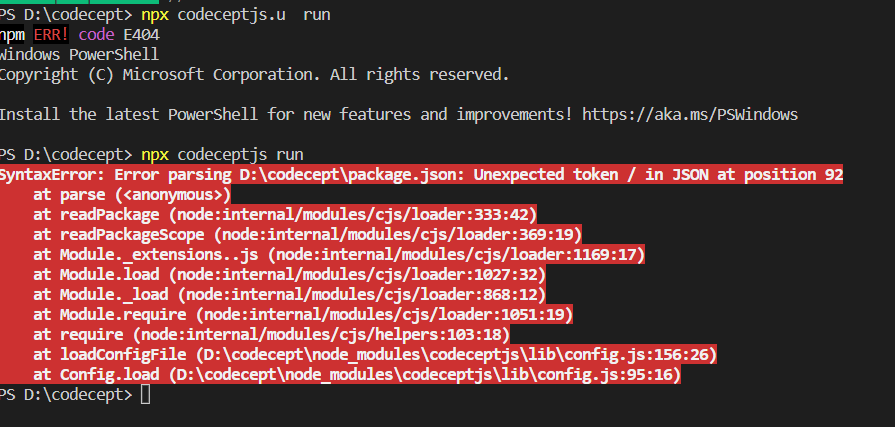 PS D:\codecept> npx codeceptjs.u  run
npm ERR! code E404
Windows PowerShell
Copyright (C) Microsoft Corporation. All rights reserved.
Install the latest PowerShell for new features and improvements! https://aka.ms/PSWindows
PS D:\codecept> npx codeceptjs run
SyntaxError: Error parsing D:\codecept\package.json: Unexpected token / in JSON at position 92
    at parse (<anonymous>)
    at readPackage (node:internal/modules/cjs/loader:333:42)
    at readPackageScope (node:internal/modules/cjs/loader:369:19)
    at Module._extensions..js (node:internal/modules/cjs/loader:1169:17)
    at Module.load (node:internal/modules/cjs/loader:1027:32)
    at Module._load (node:internal/modules/cjs/loader:868:12)
    at Module.require (node:internal/modules/cjs/loader:1051:19)
    at require (node:internal/modules/cjs/helpers:103:18)
    at loadConfigFile (D:\codecept\node_modules\codeceptjs\lib\config.js:156:26)
    at Config.load (D:\codecept\node_modules\codeceptjs\lib\config.js:95:16)
PS D:\codecept>